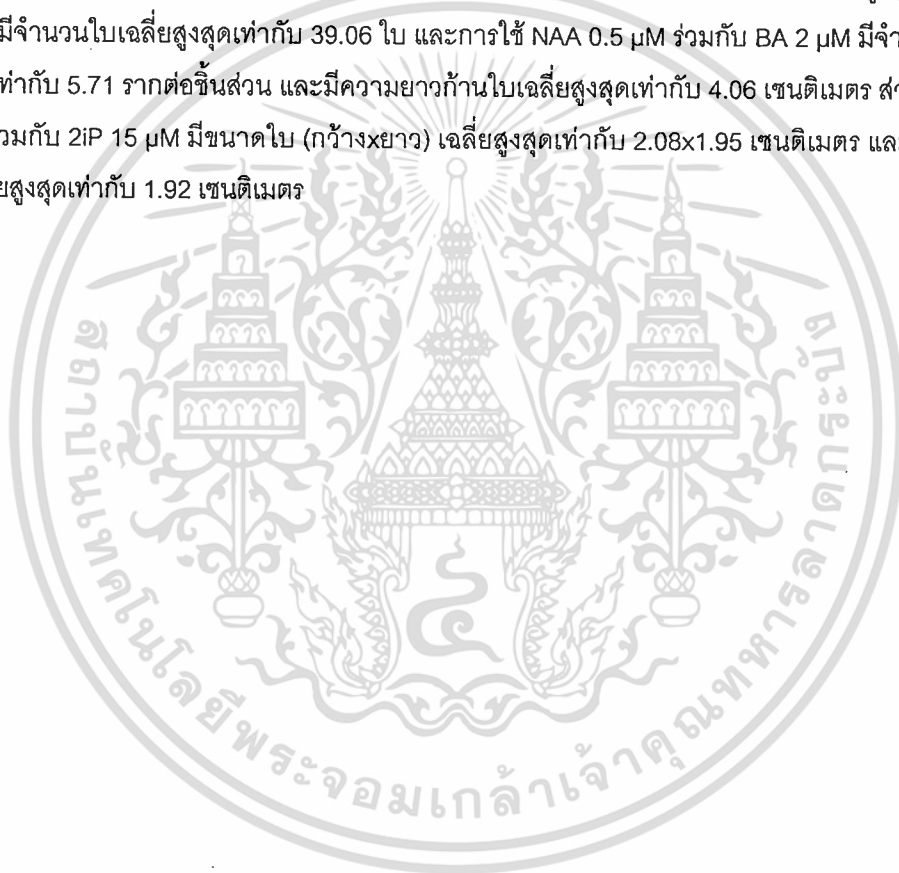 มีจำนวนใบเฉลี่ยสูงสุดเท่ากับ 39.06 ใบ และการใช้ NAA 0.5 µM ร่วมกับ BA 2 µM มีจำ
ท่ากับ 5.71 รากต่อชิ้นส่วน และมีความยาวก้านใบเฉลี่ยสูงสุดเท่ากับ 4.06 เซนติเมตร ส่ว
วมกับ 2iP 15 µM มีขนาดใบ (กว้างxยาว) เฉลี่ยสูงสุดเท่ากับ 2.08x1.95 เซนติเมตร และ
ยสูงสุดเท่ากับ 1.92 เซนติเมตร
สถาบันเทคโนโลยีพระจอมเกล้าเจ้าคุณทหารลาดกระบัง